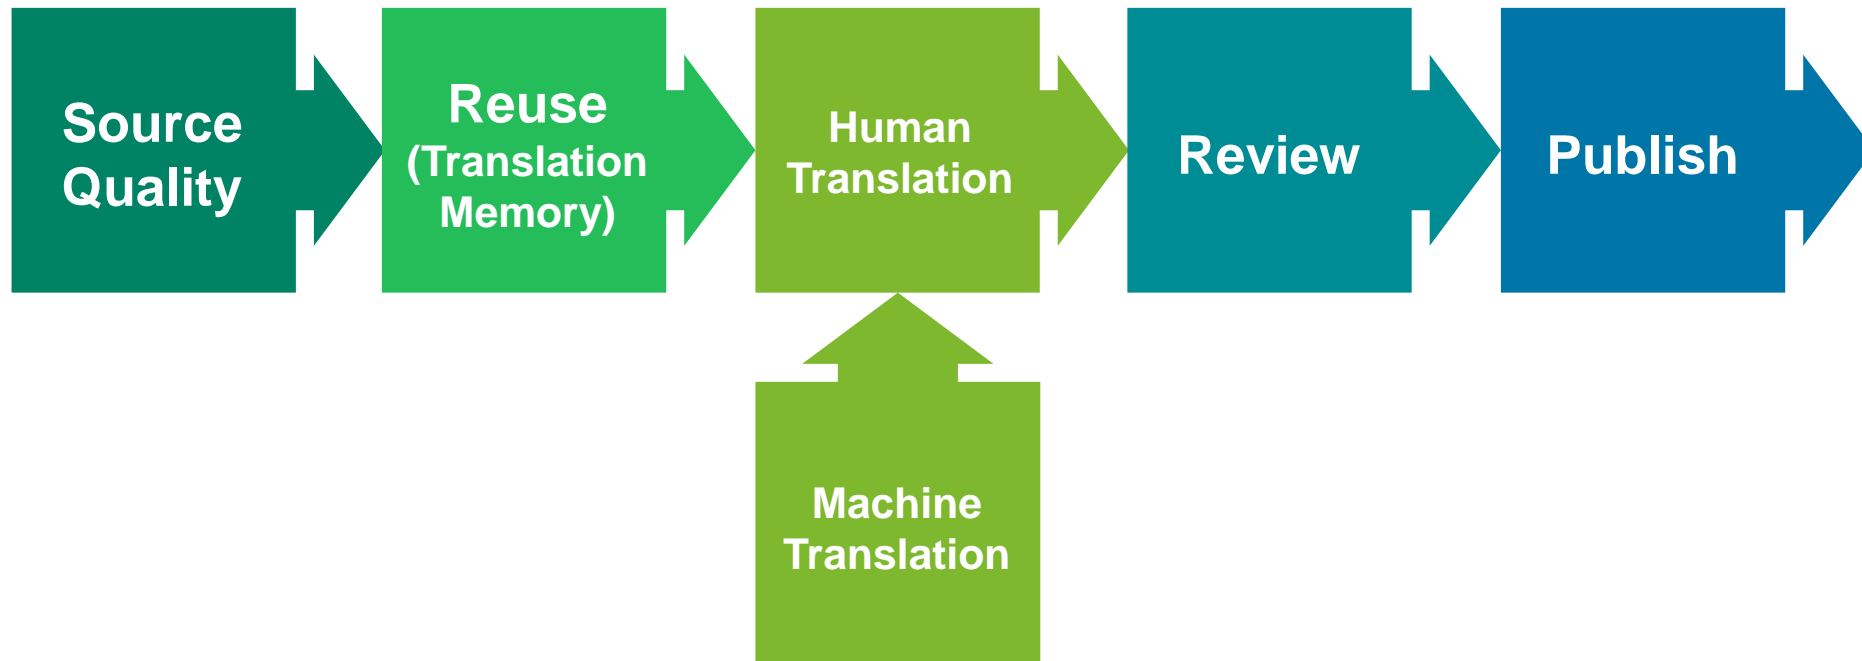 Source
Quality
Reuse
(Translation
Memory)
Human
Translation
Review
Publish
Machine
Translation